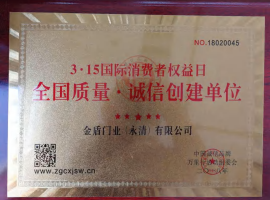 NO.18020045
3·15国际消费者权益日
全国质量·诚信创建单位
★★★★★
金盾门业（永清）有限公司
www.zgcxjsw.cn